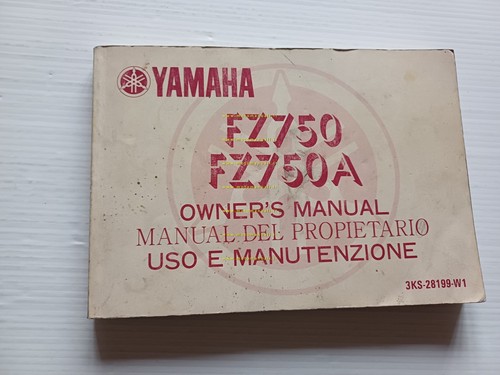 YAMAHA
FZ750
FZ750A
OWNER'S MANUAL
MANUAL DEL PROPIETARIO
USO E MANUTENZIONE
3KS-28199-W1